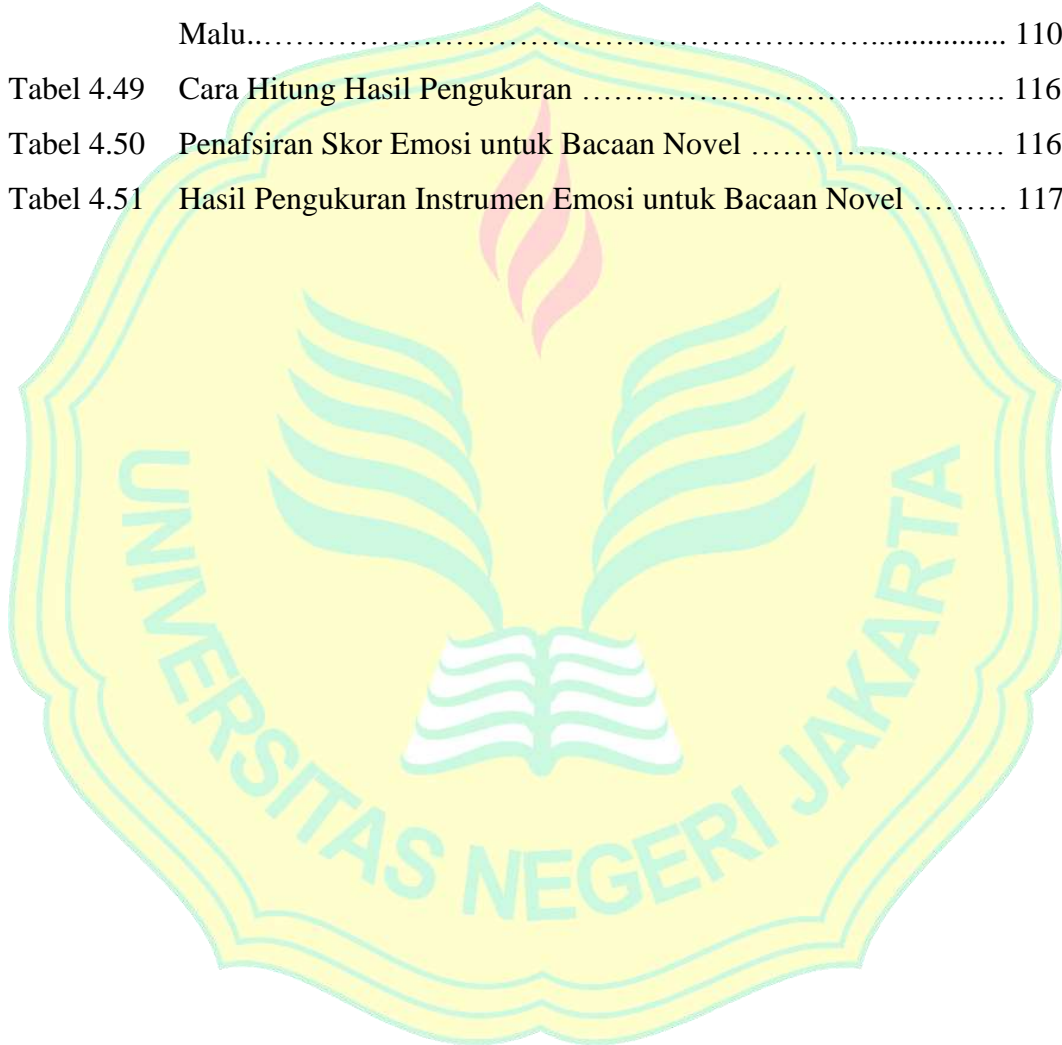 Malu..……………………………………………………................ 110
Tabel 4.49 Cara Hitung Hasil Pengukuran …………………………………. 116
Tabel 4.50 Penafsiran Skor Emosi untuk Bacaan Novel …………………… 116
Tabel 4.51 Hasil Pengukuran Instrumen Emosi untuk Bacaan Novel ……… 117
UNIVERSITAS NEGERI JAKARTA